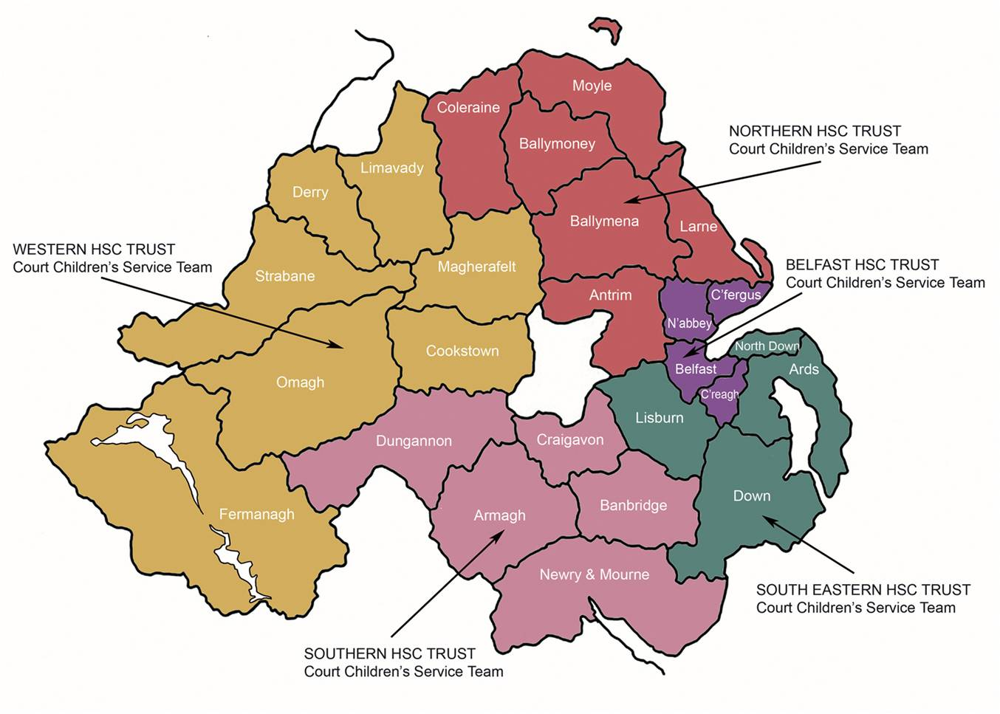 Moyle
Coleraine
NORTHERN HSC TRUST
Court Children's Service Team
Ballymoney
Limavady
Derry
Ballymena
Larne
WESTERN HSC TRUST
Court Children's Service Team
BELFAST HSC TRUST
Court Children's Service Team
Magherafelt
Strabane
Antrim
C'fergus
N'abbey
North Down
Cookstown
Belfast
Ards
Omagh
C'reagh
Lisburn
Dungannon
Craigavon
Down
Banbridge
Fermanagh
Armagh
Newry & Mourne
SOUTH EASTERN HSC TRUST
Court Children's Service Team
SOUTHERN HSC TRUST
Court Children's Service Team